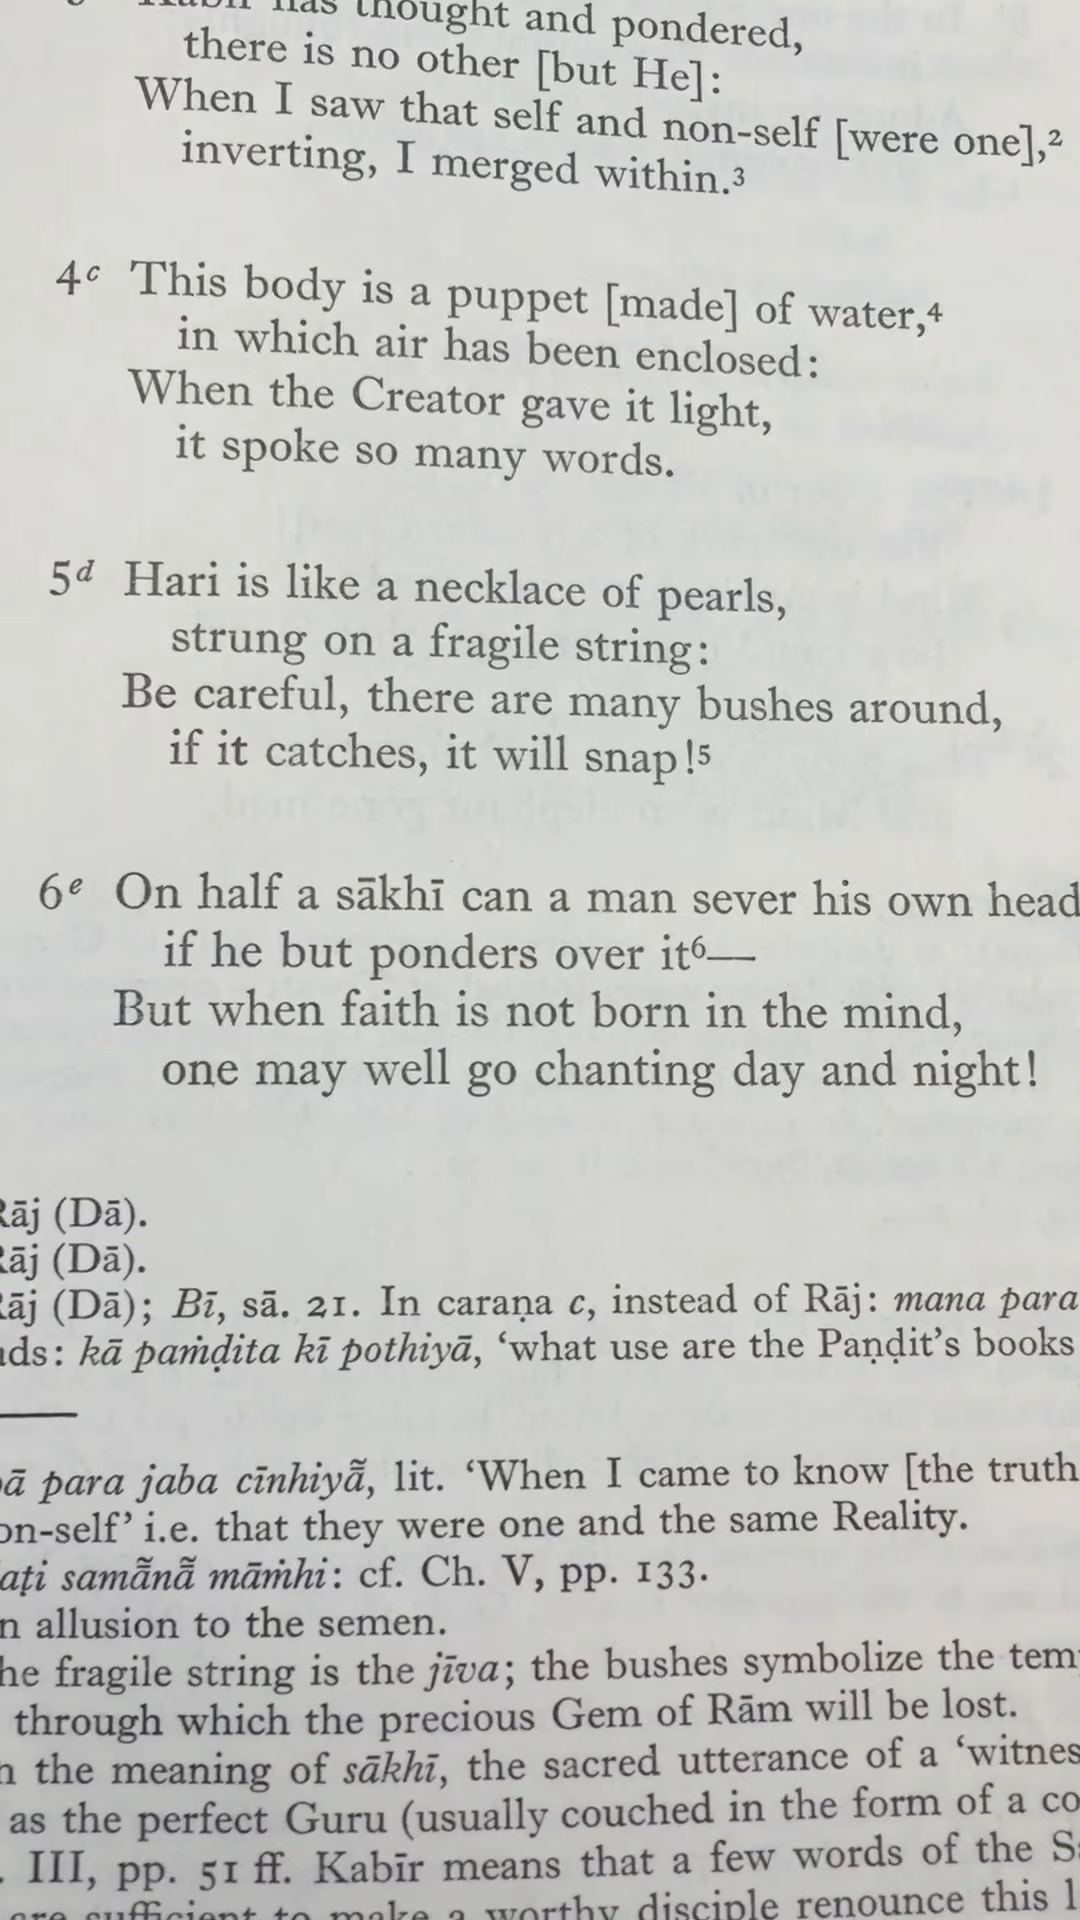 has thought and pondered,
there is no other [but He]:
When I saw that self and non-self [were one],²
inverting, I merged within.³
4ᶜ This body is a puppet [made] of water,⁴
in which air has been enclosed:
When the Creator gave it light,
it spoke so many words.
5ᵈ Hari is like a necklace of pearls,
strung on a fragile string:
Be careful, there are many bushes around,
if it catches, it will snap!⁵
6ᵉ On half a sākhī can a man sever his own head
if he but ponders over it⁶—
But when faith is not born in the mind,
one may well go chanting day and night!
Rāj (Dā).
Rāj (Dā).
Rāj (Dā); Bī, sā. 21. In caraṇa c, instead of Rāj: mana para
ds: kā paṁḍita kī pothiyā, ‘what use are the Paṇḍit’s books
ā para jaba cīnhiyā̃, lit. ‘When I came to know [the truth
on-self’ i.e. that they were one and the same Reality.
aṭi samā̃nā̃ māṁhi: cf. Ch. V, pp. 133.
n allusion to the semen.
he fragile string is the jīva; the bushes symbolize the tem
through which the precious Gem of Rām will be lost.
n the meaning of sākhī, the sacred utterance of a ‘witnes
as the perfect Guru (usually couched in the form of a co
. III, pp. 51 ff. Kabīr means that a few words of the S
are sufficient to make a worthy disciple renounce this l